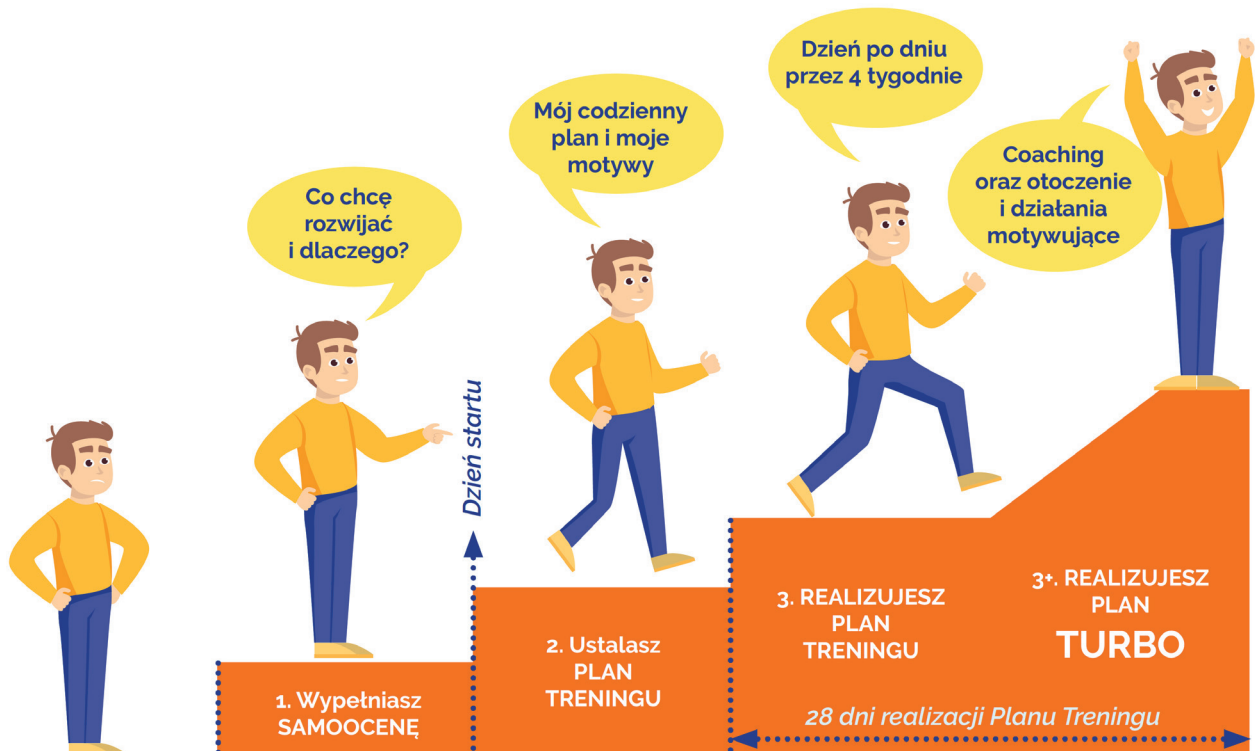 Co chcę
rozwijać
i dlaczego?
Mój codzienny
plan i moje
motywy
Dzień po dniu
przez 4 tygodnie
Coaching
oraz otoczenie
i działania
motywujące
Dzień startu
1. Wypełniasz
SAMOOCENĘ
2. Ustalasz
PLAN
TRENINGU
3. REALIZUJESZ
PLAN
TRENINGU
3+. REALIZUJESZ
PLAN
TURBO
28 dni realizacji Planu Treningu